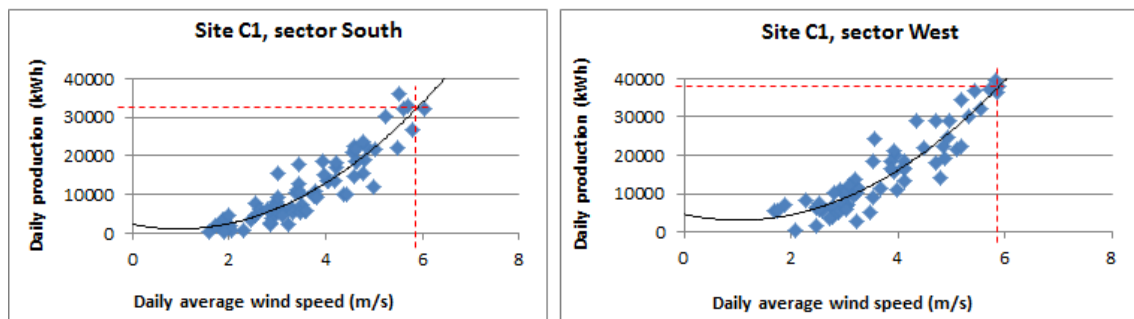 Site C1, sector South
Daily production (kWh)
40000
30000
20000
10000
0
0 2 4 6 8
Daily average wind speed (m/s)
Site C1, sector West
Daily production (kWh)
40000
30000
20000
10000
0
0 2 4 6 8
Daily average wind speed (m/s)